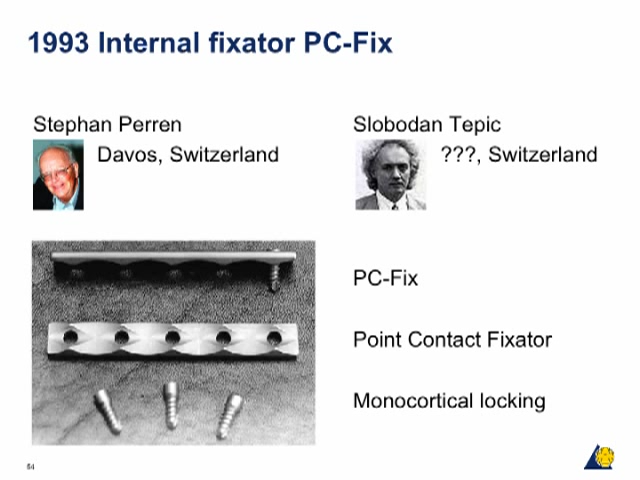 1993 Internal fixator PC-Fix
Stephan Perren
Davos, Switzerland
Slobodan Tepic
???, Switzerland
PC-Fix
Point Contact Fixator
Monocortical locking
54